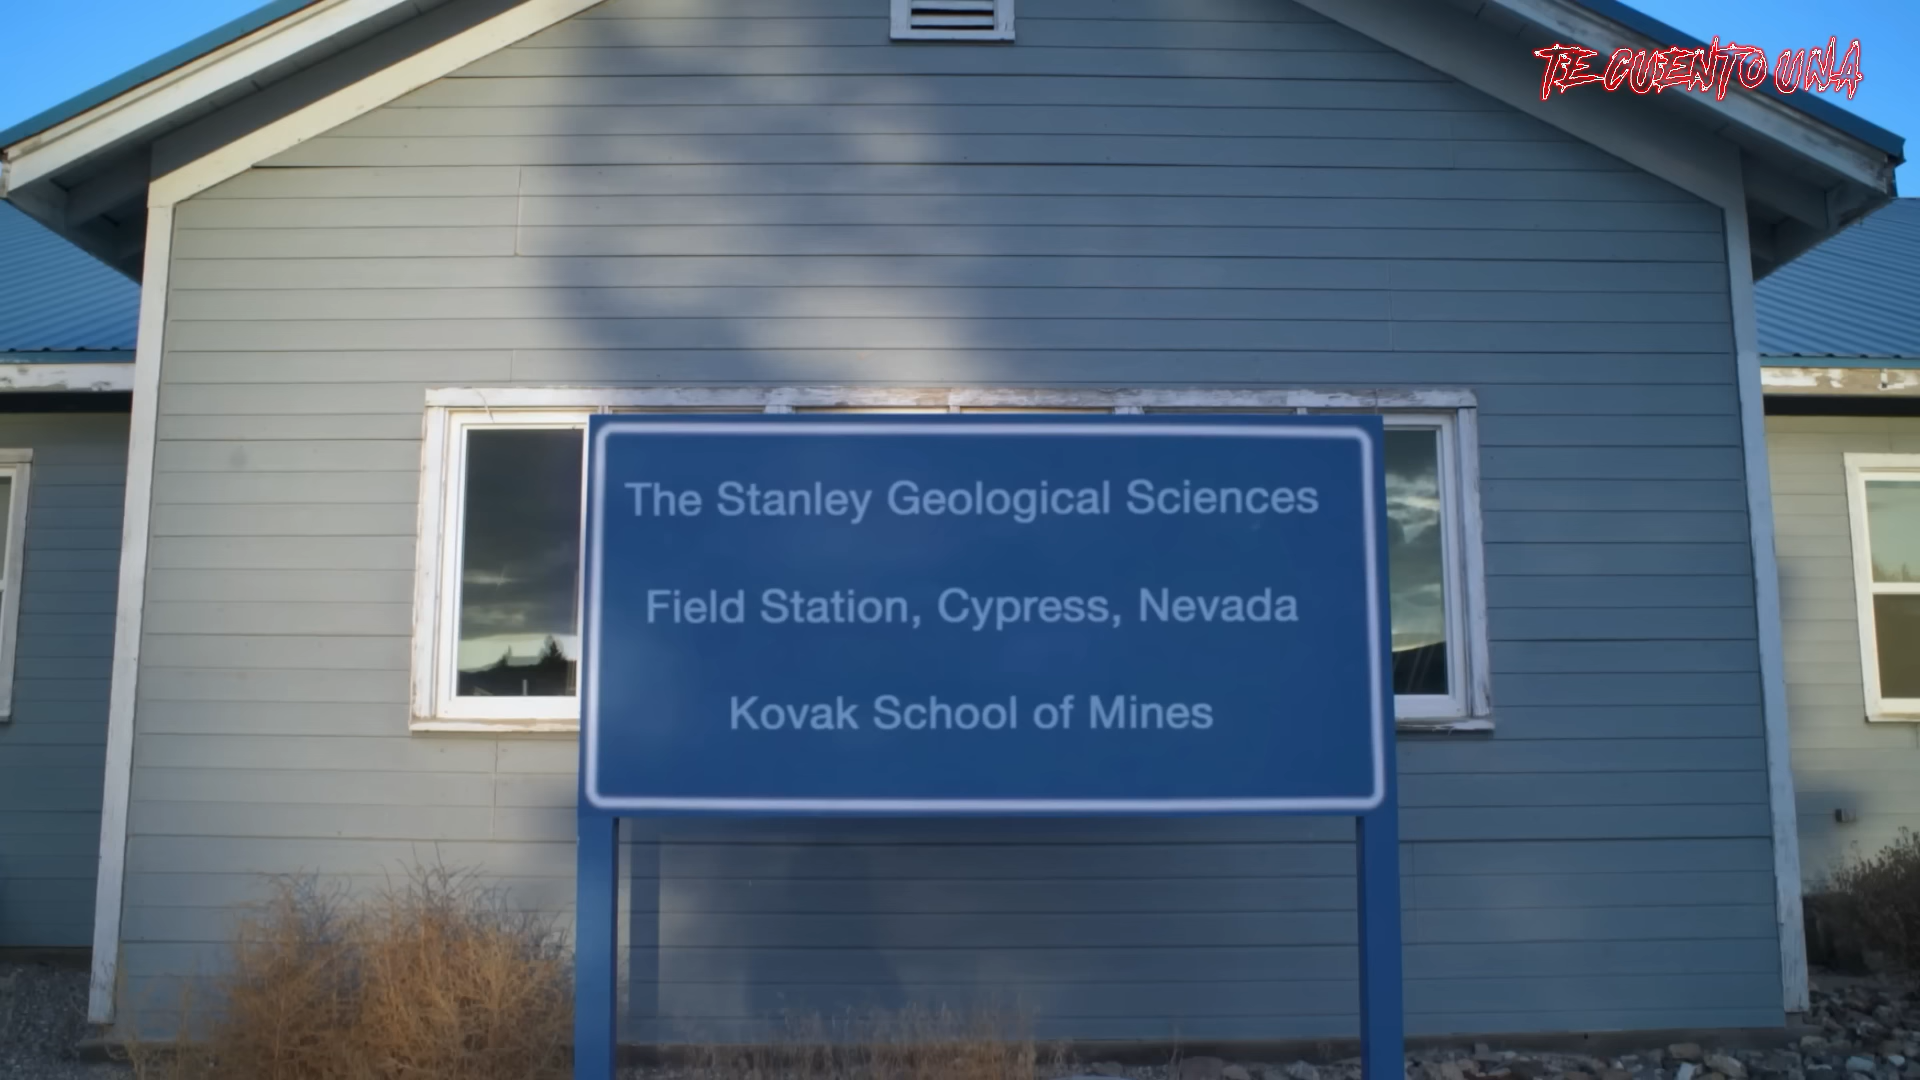 TE CUENTO UNA
The Stanley Geological Sciences
Field Station, Cypress, Nevada
Kovak School of Mines